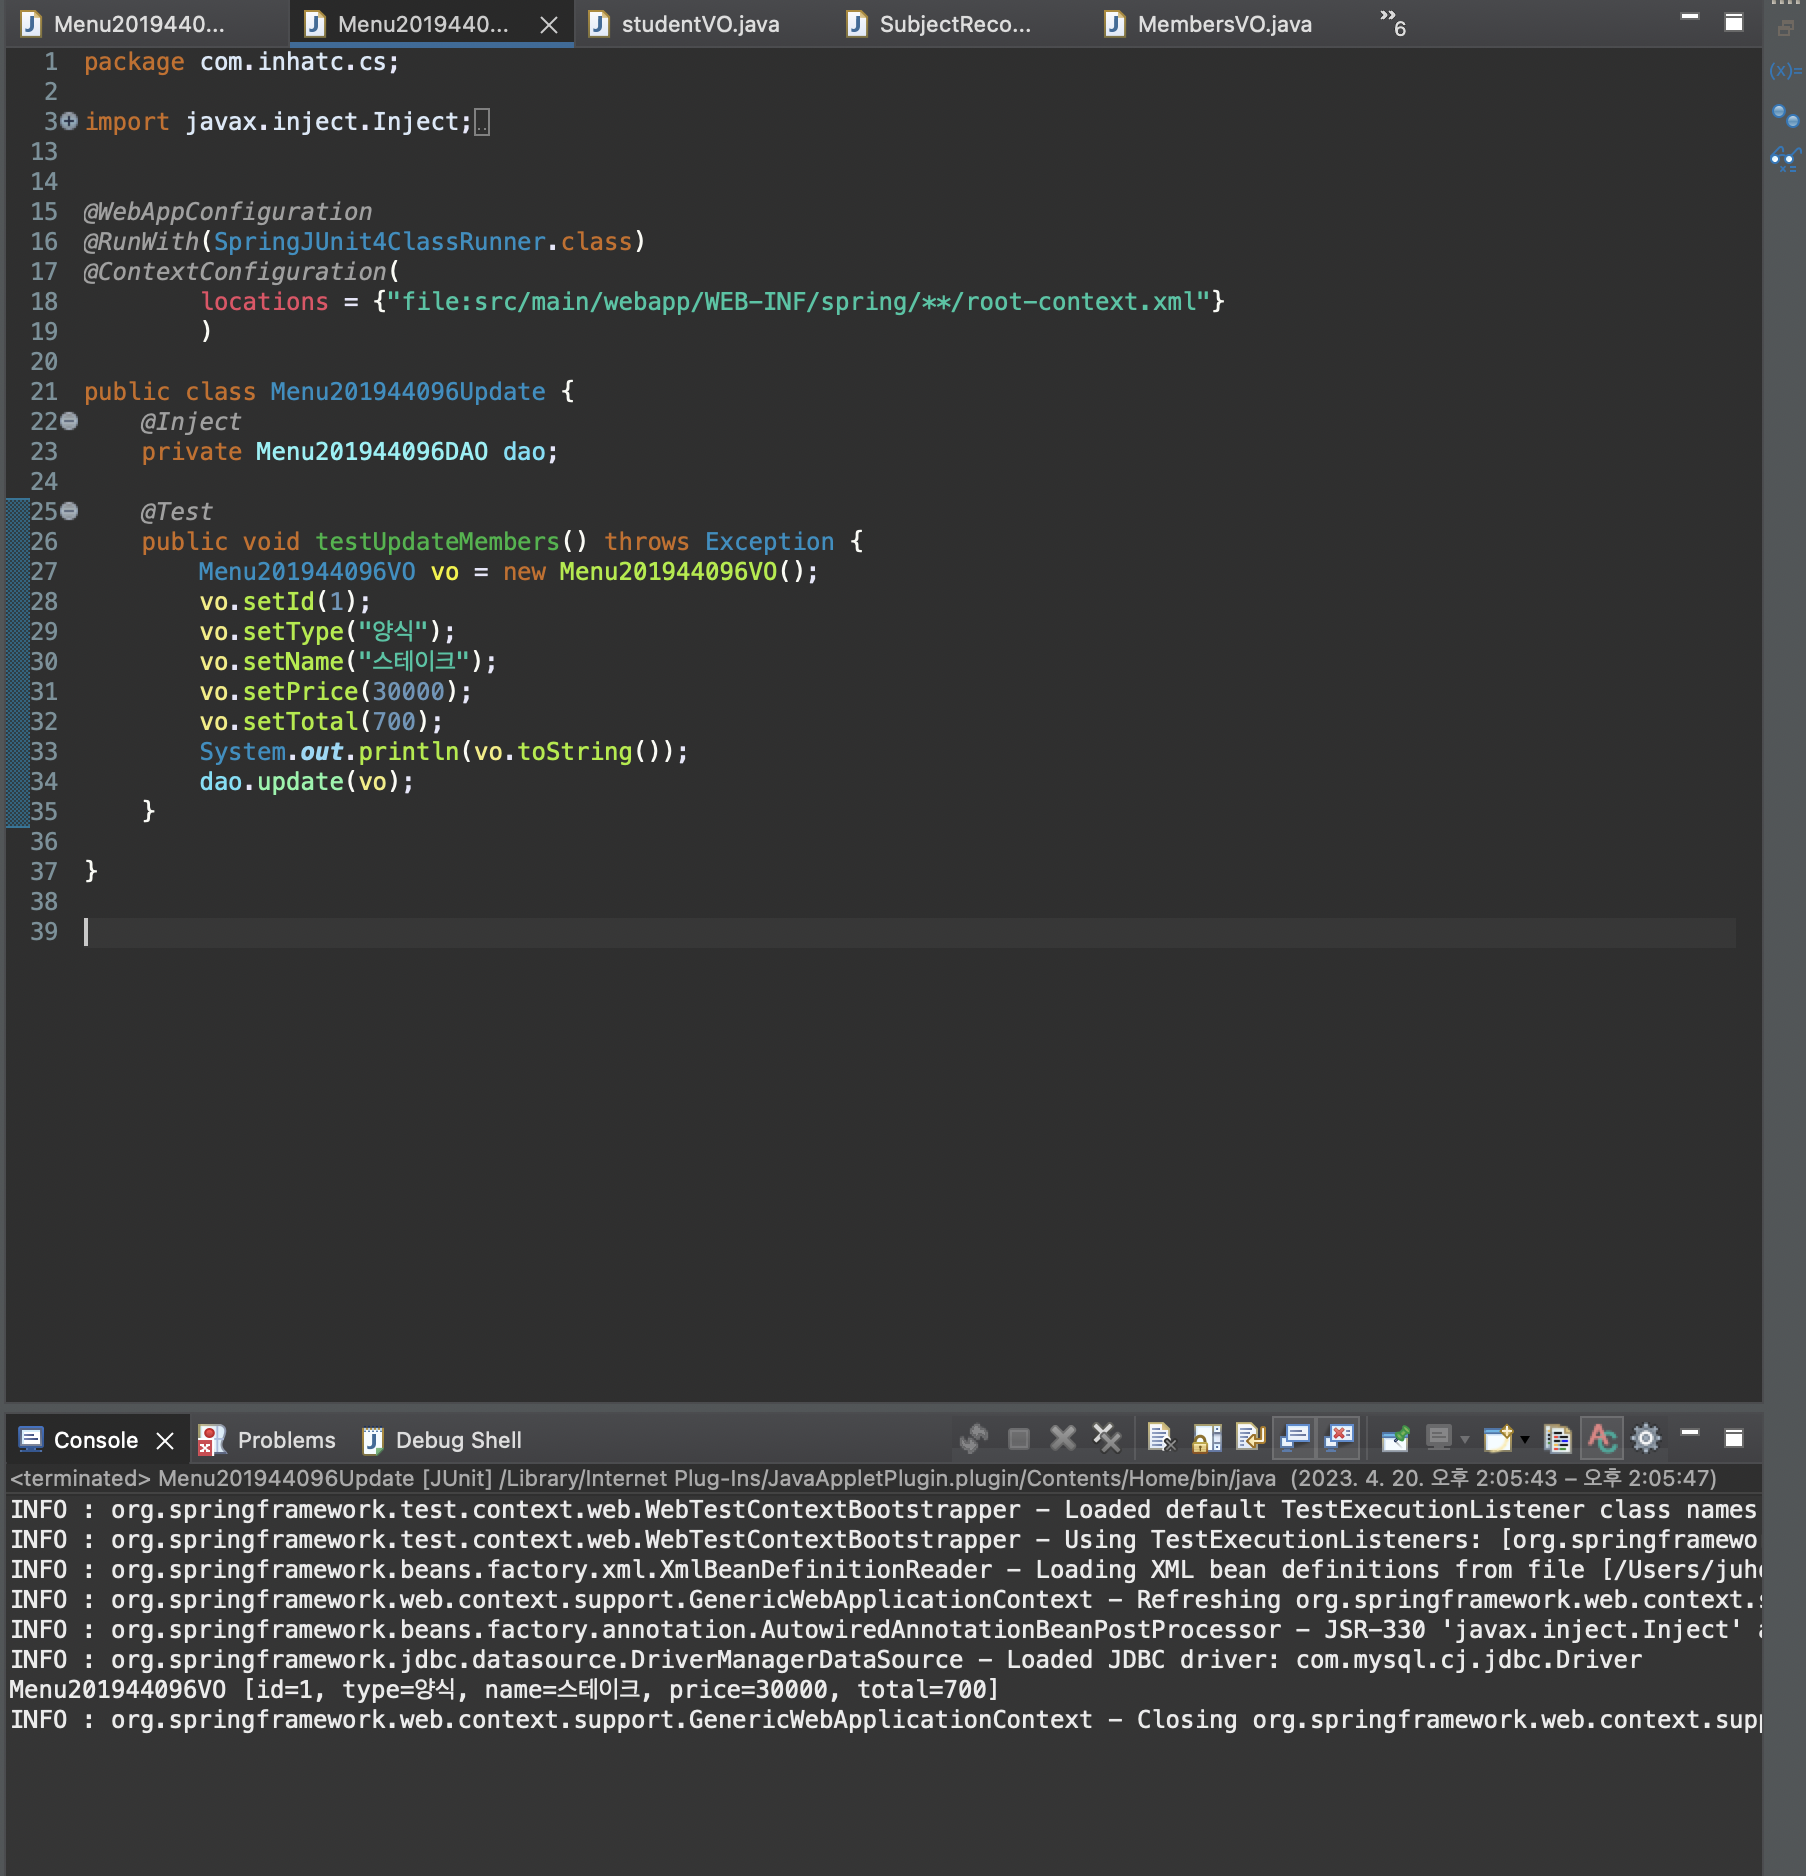 Menu2019440...
Menu2019440...
studentVO.java
SubjectReco...
MembersVO.java
»6
1 package com.inhatc.cs;
2
3 import javax.inject.Inject;
13
14
15 @WebAppConfiguration
16 @RunWith(SpringJUnit4ClassRunner.class)
17 @ContextConfiguration(
18 locations = {"file:src/main/webapp/WEB-INF/spring/**/root-context.xml"}
19 )
20
21 public class Menu201944096Update {
22 @Inject
23 private Menu201944096DAO dao;
24
25 @Test
26 public void testUpdateMembers() throws Exception {
27 Menu201944096VO vo = new Menu201944096VO();
28 vo.setId(1);
29 vo.setType("양식");
30 vo.setName("스테이크");
31 vo.setPrice(30000);
32 vo.setTotal(700);
33 System.out.println(vo.toString());
34 dao.update(vo);
35 }
36
37 }
38
39
Console
Problems
Debug Shell
<terminated> Menu201944096Update [JUnit] /Library/Internet Plug-Ins/JavaAppletPlugin.plugin/Contents/Home/bin/java (2023. 4. 20. 오후 2:05:43 – 오후 2:05:47)
INFO : org.springframework.test.context.web.WebTestContextBootstrapper - Loaded default TestExecutionListener class names
INFO : org.springframework.test.context.web.WebTestContextBootstrapper - Using TestExecutionListeners: [org.springframewo
INFO : org.springframework.beans.factory.xml.XmlBeanDefinitionReader - Loading XML bean definitions from file [/Users/juh
INFO : org.springframework.web.context.support.GenericWebApplicationContext - Refreshing org.springframework.web.context.
INFO : org.springframework.beans.factory.annotation.AutowiredAnnotationBeanPostProcessor - JSR-330 'javax.inject.Inject'
INFO : org.springframework.jdbc.datasource.DriverManagerDataSource - Loaded JDBC driver: com.mysql.cj.jdbc.Driver
Menu201944096VO [id=1, type=양식, name=스테이크, price=30000, total=700]
INFO : org.springframework.web.context.support.GenericWebApplicationContext - Closing org.springframework.web.context.sup